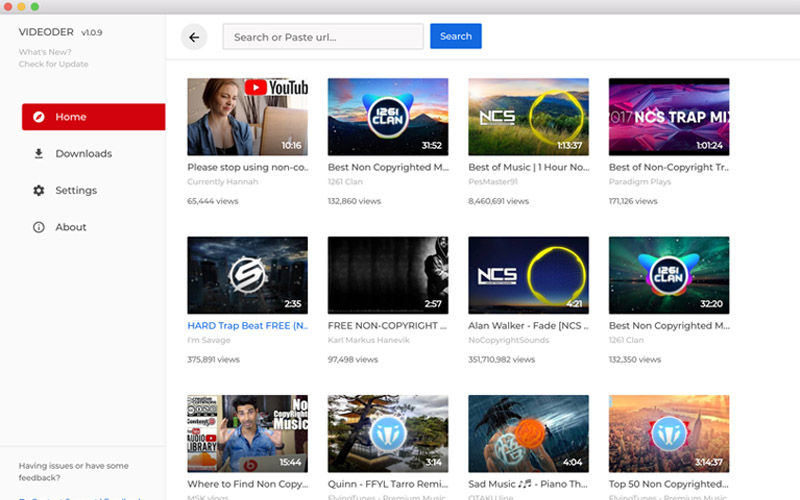 VIDEODER v1.0.9
What's New?
Check for Update
Search or Paste url...
Search
Home
Downloads
Settings
About
YouTube
10:16
1261
CLAN
31:52
NCS
1:13:37
2017 NCS TRAP MIX
1:01:24
Please stop using non-co..
Best Non Copyrighted M...
Best of Music | 1 Hour No...
Best of Non-Copyright Tr...
Currently Hannah
1261 Clan
PesMaster91
Paradigm Plays
65,444 views
132,860 views
8,460,691 views
171,126 views
2:35
2:57
NCS
4:21
1261
CLAN
32:20
HARD Trap Beat FREE (N...
FREE NON-COPYRIGHT ...
Alan Walker - Fade [NCS ...
Best Non Copyrighted M...
I'm Savage
Karl Markus Hanevik
NoCopyrightSounds
1261 Clan
375,891 views
97,498 views
351,710,982 views
132,350 views
No
CopyRight
Music
AUDIO
LIBRARY
15:44
3:14
4:04
3:14:37
Where to Find Non Copy...
Quinn - FFYL Tarro Remi...
Sad Music 🎵🎶 - Piano Th...
Top 50 Non Copyrighted...
MSK vlogs
FlyingTunes - Premium Music
OTAKU Iine
FlyingTunes - Premium Music
Having issues or have some
feedback?